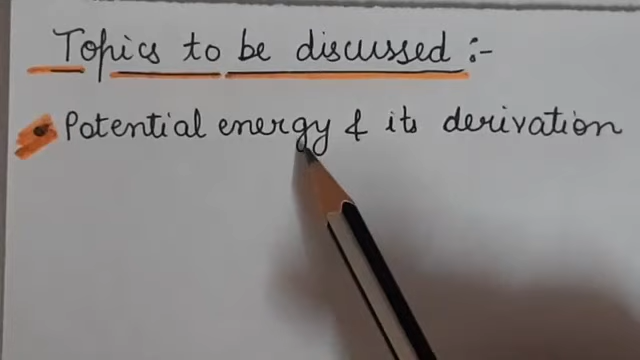 Topics to be discussed :-
Potential energy & its derivation